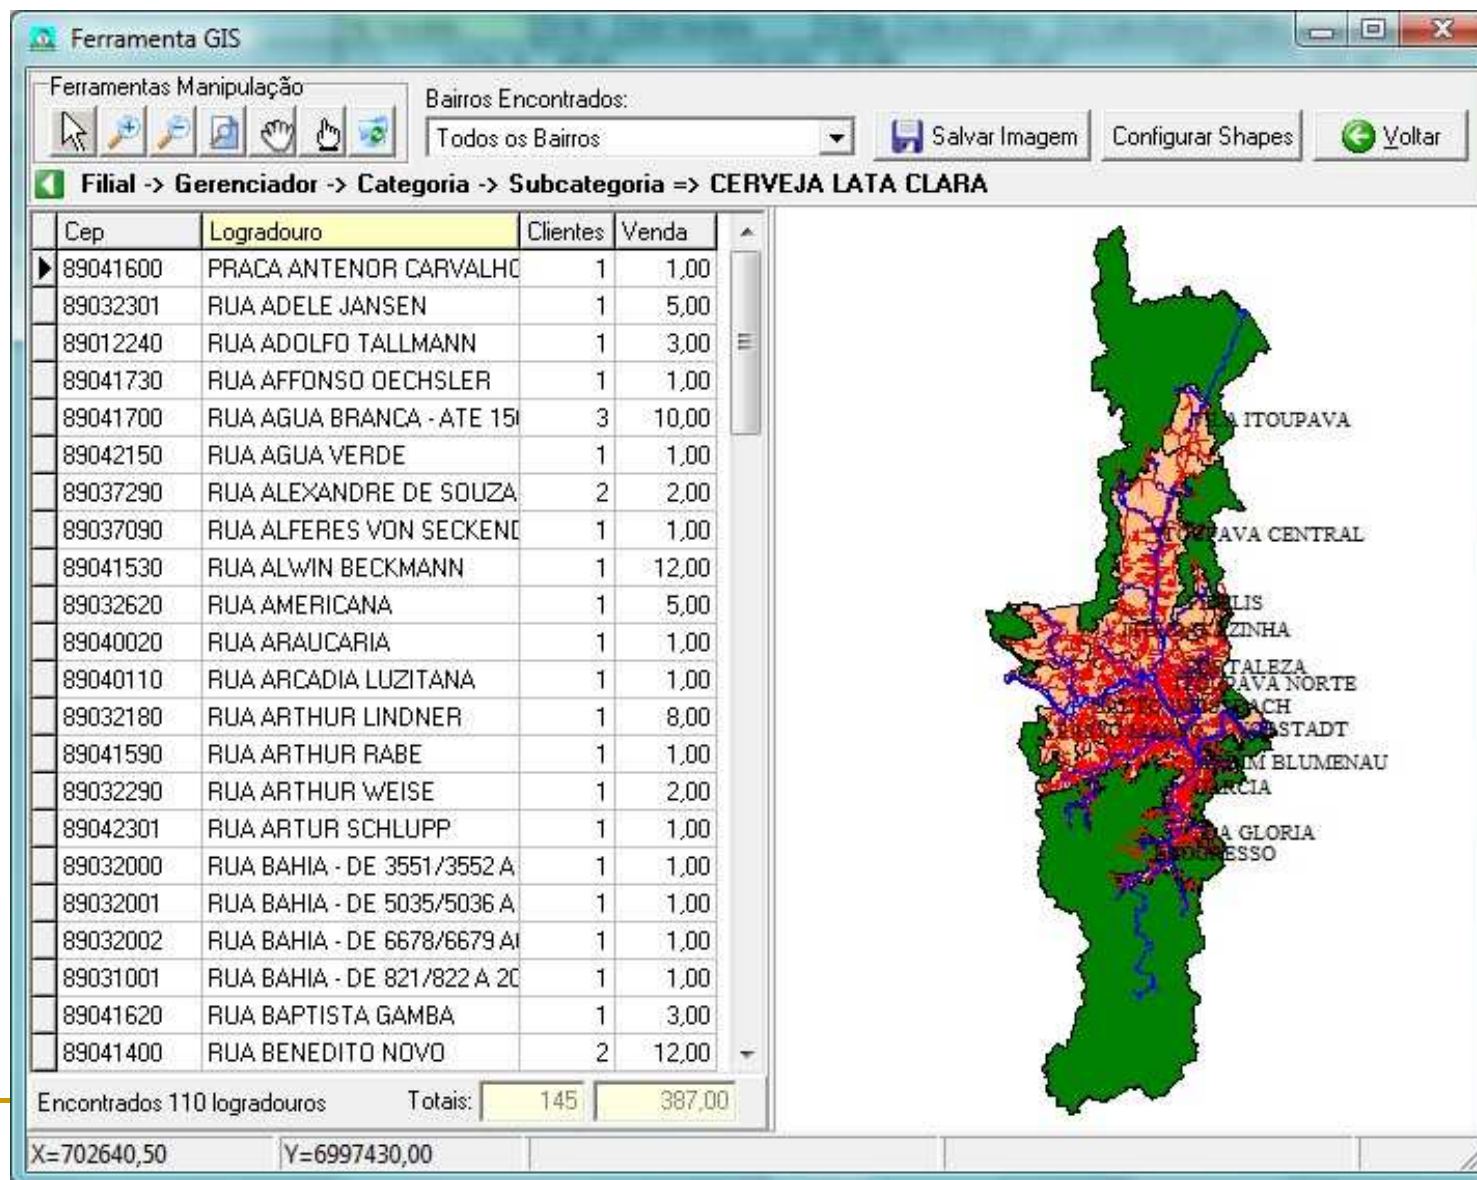 Ferramenta GIS
Ferramentas Manipulação
Bairros Encontrados:
Todos os Bairros
Salvar Imagem
Configurar Shapes
Voltar
Filial -> Gerenciador -> Categoria -> Subcategoria => CERVEJA LATA CLARA
Cep Logradouro Clientes Venda
89041600 PRACA ANTENOR CARVALHO 1 1,00
89032301 RUA ADELE JANSEN 1 5,00
89012240 RUA ADOLFO TALLMANN 1 3,00
89041730 RUA AFFONSO OECHSLER 1 1,00
89041700 RUA AGUA BRANCA - ATE 15 3 10,00
89042150 RUA AGUA VERDE 1 1,00
89037290 RUA ALEXANDRE DE SOUZA 2 2,00
89037090 RUA ALFERES VON SECKEND 1 1,00
89041530 RUA ALWIN BECKMANN 1 12,00
89032620 RUA AMERICANA 1 5,00
89040020 RUA ARAUCARIA 1 1,00
89040110 RUA ARCADIA LUZITANA 1 1,00
89032180 RUA ARTHUR LINDNER 1 8,00
89041590 RUA ARTHUR RABE 1 1,00
89032290 RUA ARTHUR WEISE 1 2,00
89042301 RUA ARTUR SCHLUPP 1 1,00
89032000 RUA BAHIA - DE 3551/3552 A 1 1,00
89032001 RUA BAHIA - DE 5035/5036 A 1 1,00
89032002 RUA BAHIA - DE 6678/6679 A 1 1,00
89031001 RUA BAHIA - DE 821/822 A 20 1 1,00
89041620 RUA BAPTISTA GAMBA 1 3,00
89041400 RUA BENEDITO NOVO 2 12,00
Encontrados 110 logradouros Totais: 145 387,00
ITOUPAVA
CENTRAL
NORTE
BLUMENAU
GLORIA
X=702640,50 Y=6997430,00